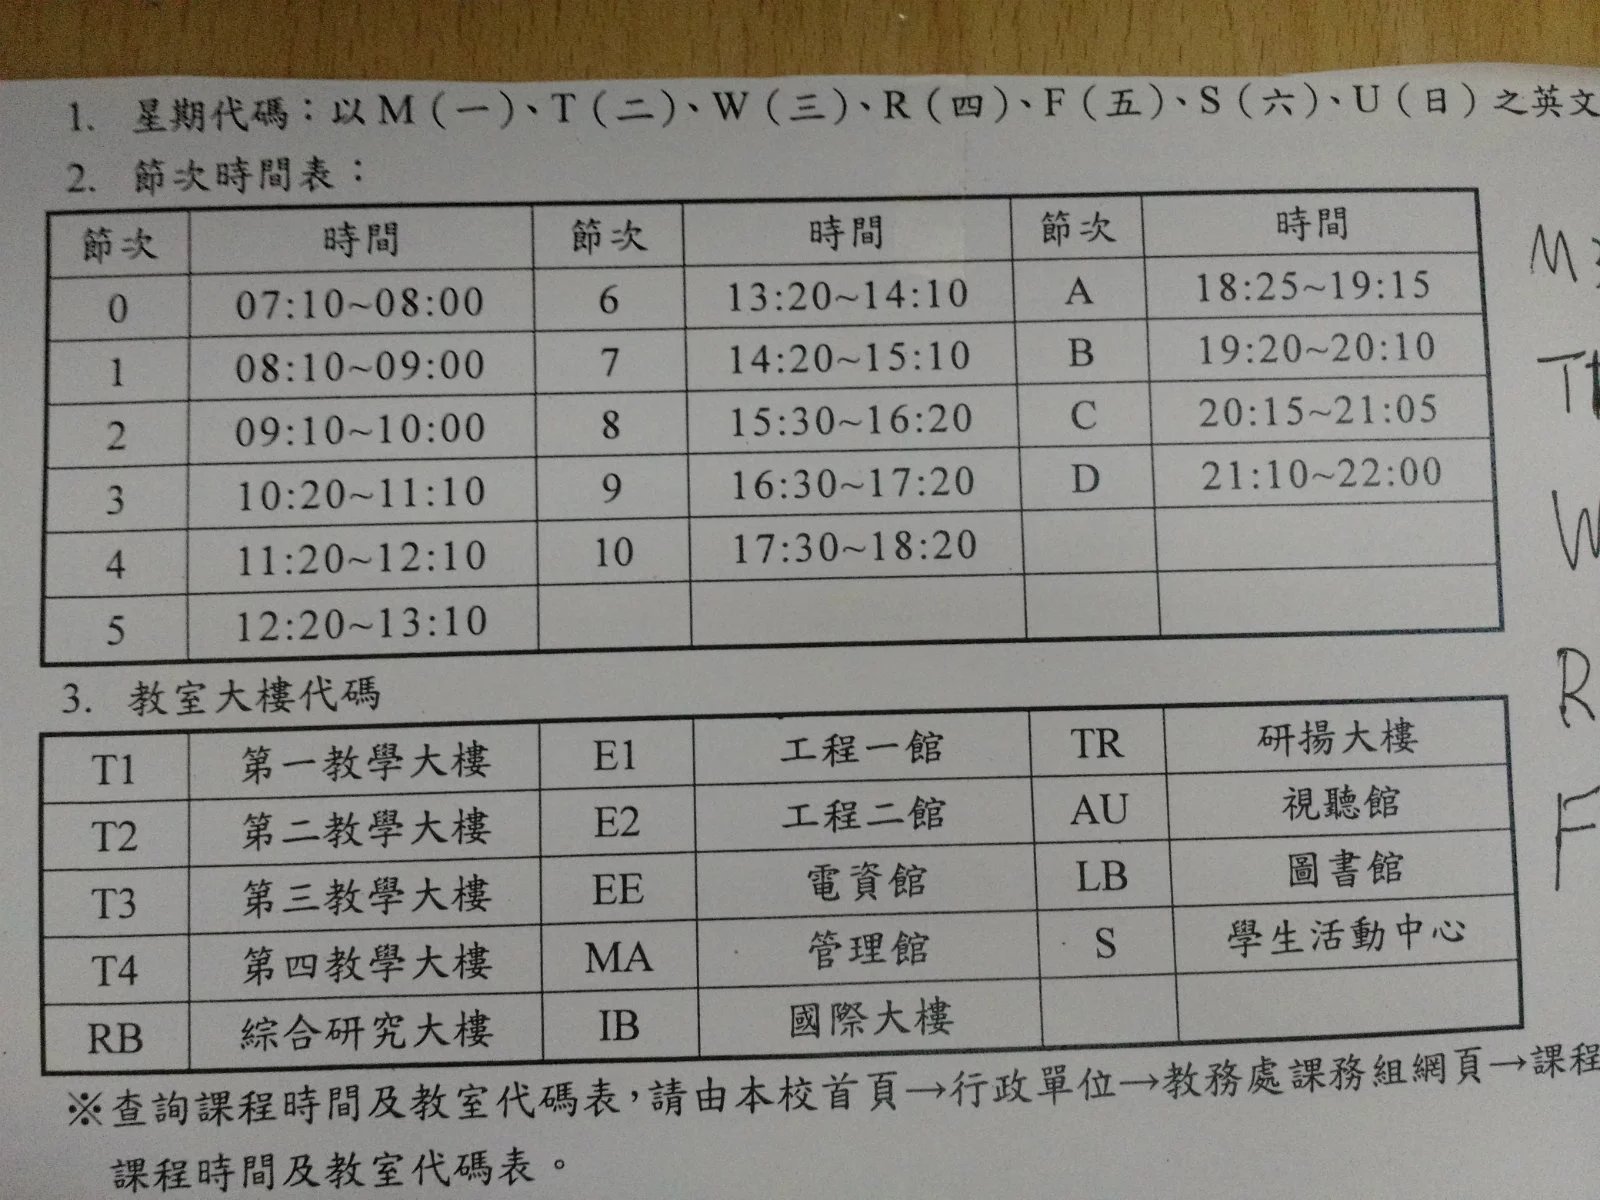 1. 星期代碼：以M（一）、T（二）、W（三）、R（四）、F（五）、S（六）、U（日）之英文
2. 節次時間表：
節次 時間 節次 時間 節次 時間
0 07:10~08:00 6 13:20~14:10 A 18:25~19:15
1 08:10~09:00 7 14:20~15:10 B 19:20~20:10
2 09:10~10:00 8 15:30~16:20 C 20:15~21:05
3 10:20~11:10 9 16:30~17:20 D 21:10~22:00
4 11:20~12:10 10 17:30~18:20
5 12:20~13:10
3. 教室大樓代碼
T1 第一教學大樓 E1 工程一館 TR 研揚大樓
T2 第二教學大樓 E2 工程二館 AU 視聽館
T3 第三教學大樓 EE 電資館 LB 圖書館
T4 第四教學大樓 MA 管理館 S 學生活動中心
RB 綜合研究大樓 IB 國際大樓
※查詢課程時間及教室代碼表，請由本校首頁→行政單位→教務處課務組網頁→課程
課程時間及教室代碼表。
M
T
W
R
F